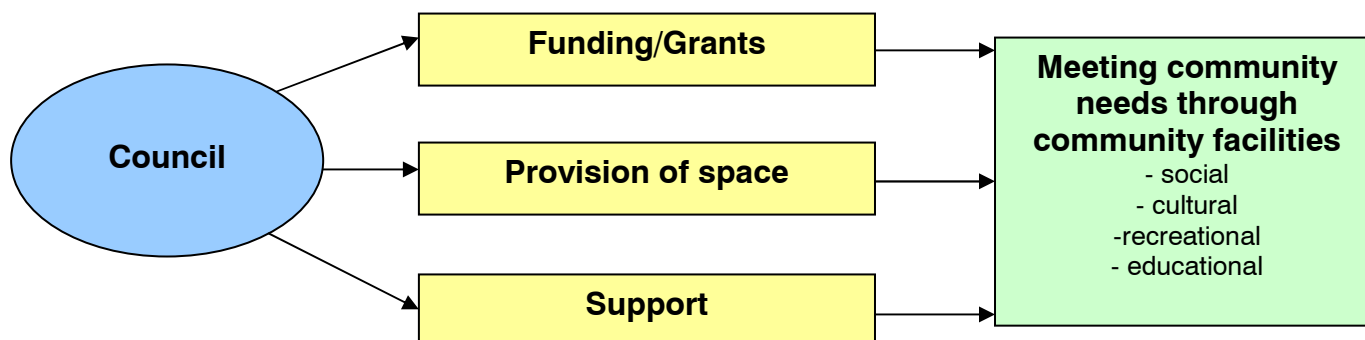 Council
Funding/Grants
Provision of space
Support
Meeting community
needs through
community facilities
- social
- cultural
-recreational
- educational